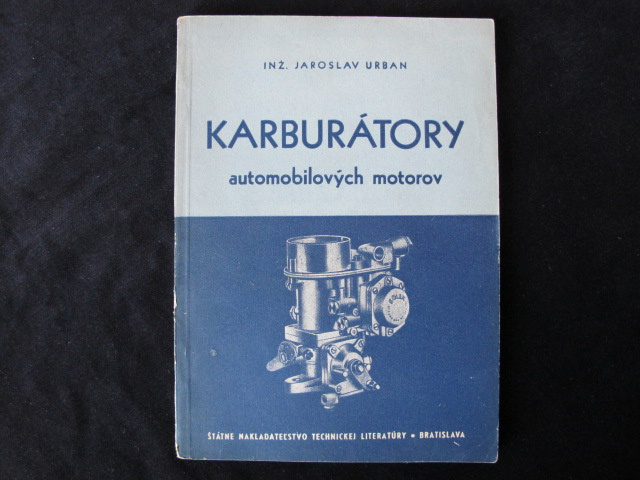 INŽ. JAROSLAV URBAN
KARBURÁTORY
automobilových motorov
ŠTÁTNE NAKLADATEĽSTVO TECHNICKEJ LITERATÚRY • BRATISLAVA